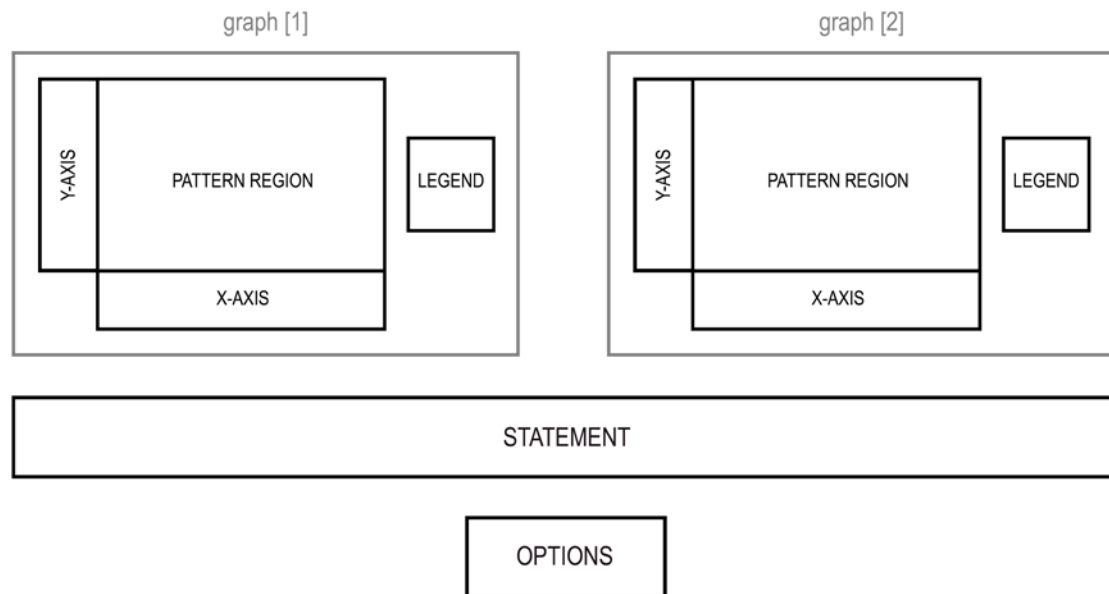 graph [1]
graph [2]
Y-AXIS
PATTERN REGION
LEGEND
X-AXIS
Y-AXIS
PATTERN REGION
LEGEND
X-AXIS
STATEMENT
OPTIONS